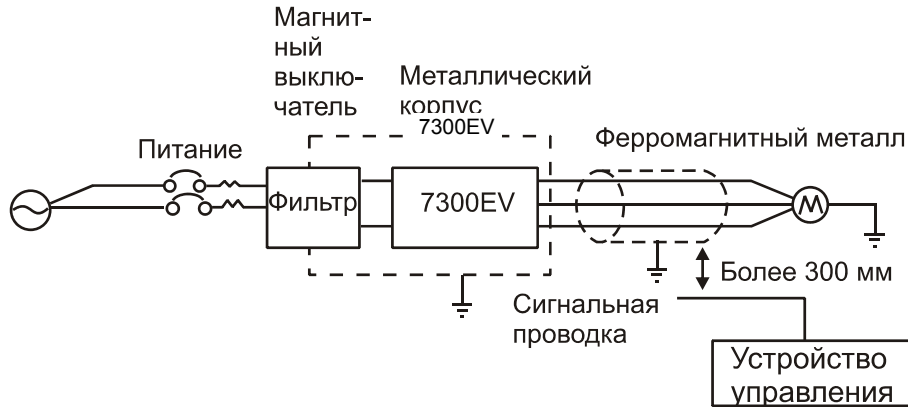 Магнит-
ный
выклю-
чатель
Металлический
корпус
7300EV
Питание
Ферромагнитный металл
Фильтр
7300EV
M
Более 300 мм
Сигнальная
проводка
Устройство
управления